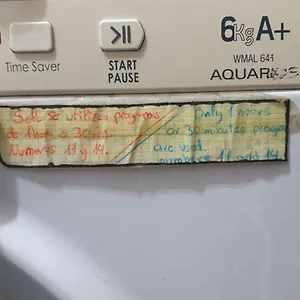 Time Saver
START
PAUSE
6Kg A+
WMAL 641
AQUARIUS
Solo se utilizan programas
de 1 hora o 30 min.
Numeros 11 y 14.
Only 1 hours
or 30 minutes program
are used.
numbers 11 and 14.